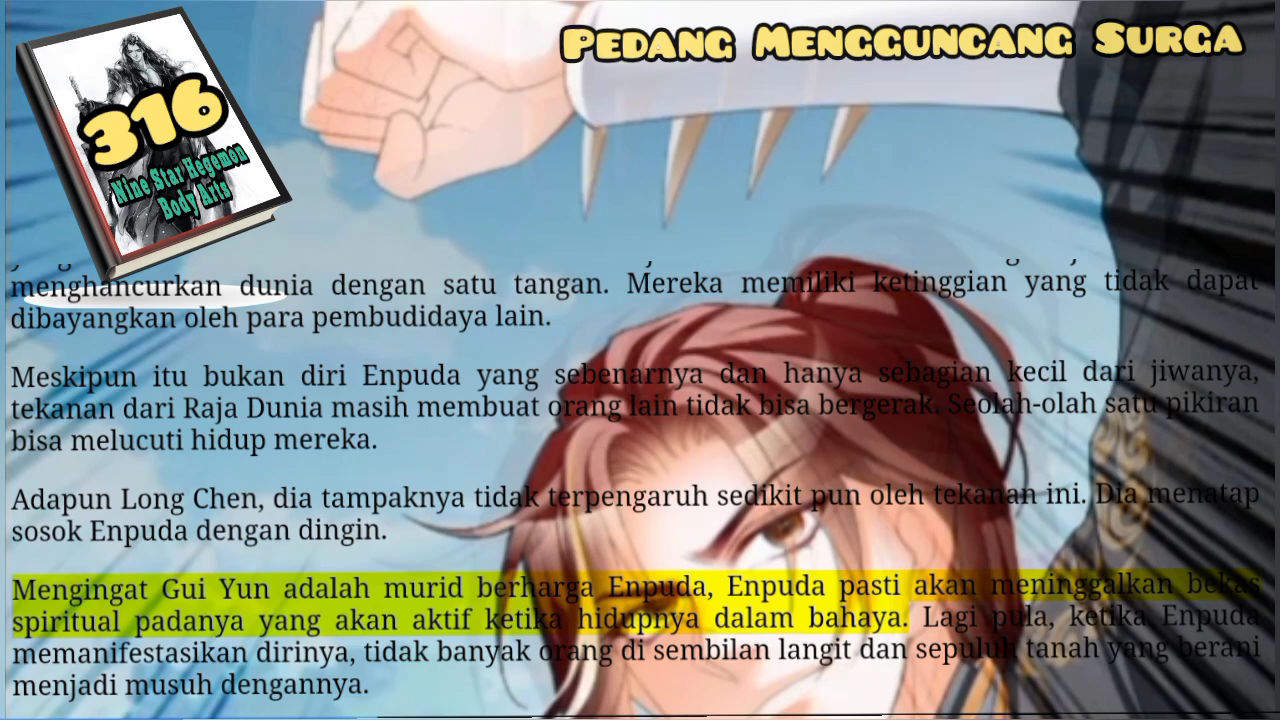 PEDANG MENGGUNCANG SURGA
316
Nine Star Hegemon
Body Arts
menghancurkan dunia dengan satu tangan. Mereka memiliki ketinggian yang tidak dapat
dibayangkan oleh para pembudidaya lain.
Meskipun itu bukan diri Enpuda yang sebenarnya dan hanya sebagian kecil dari jiwanya,
tekanan dari Raja Dunia masih membuat orang lain tidak bisa bergerak. Seolah-olah satu pikiran
bisa melucuti hidup mereka.
Adapun Long Chen, dia tampaknya tidak terpengaruh sedikit pun oleh tekanan ini. Dia menatap
sosok Enpuda dengan dingin.
Mengingat Gui Yun adalah murid berharga Enpuda, Enpuda pasti akan meninggalkan bekas
spiritual padanya yang akan aktif ketika hidupnya dalam bahaya. Lagi pula, ketika Enpuda
memanifestasikan dirinya, tidak banyak orang di sembilan langit dan sepuluh tanah yang berani
menjadi musuh dengannya.